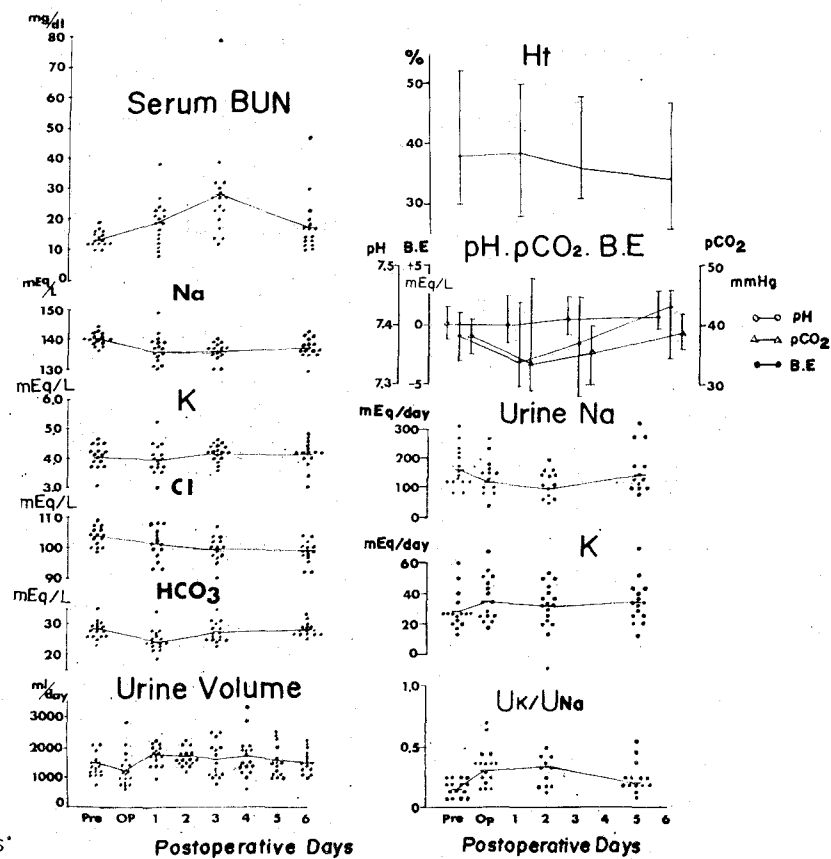 mg/dl
80
70
60
50
40
30
20
10
0
Serum BUN
mEq/L
Na
150
140
130
mEq/L
K
6.0
5.0
4.0
3.0
mEq/L
Cl
110
100
90
mEq/L
HCO3
30
20
ml/day
Urine Volume
3000
2000
1000
0
Pre OP 1 2 3 4 5 6
Postoperative Days
%
Ht
50
40
30
pH B.E pH.pCO2. B.E pCO2
7.5 +5 50
mEq/L mmHg
7.4 0 40
7.3 -5 30
pH
pCO2
B.E
mEq/day Urine Na
300
200
100
0
mEq/day K
60
40
20
0
UK/UNa
1.0
0.5
0
Pre Op 1 2 3 4 5 6
Postoperative Days